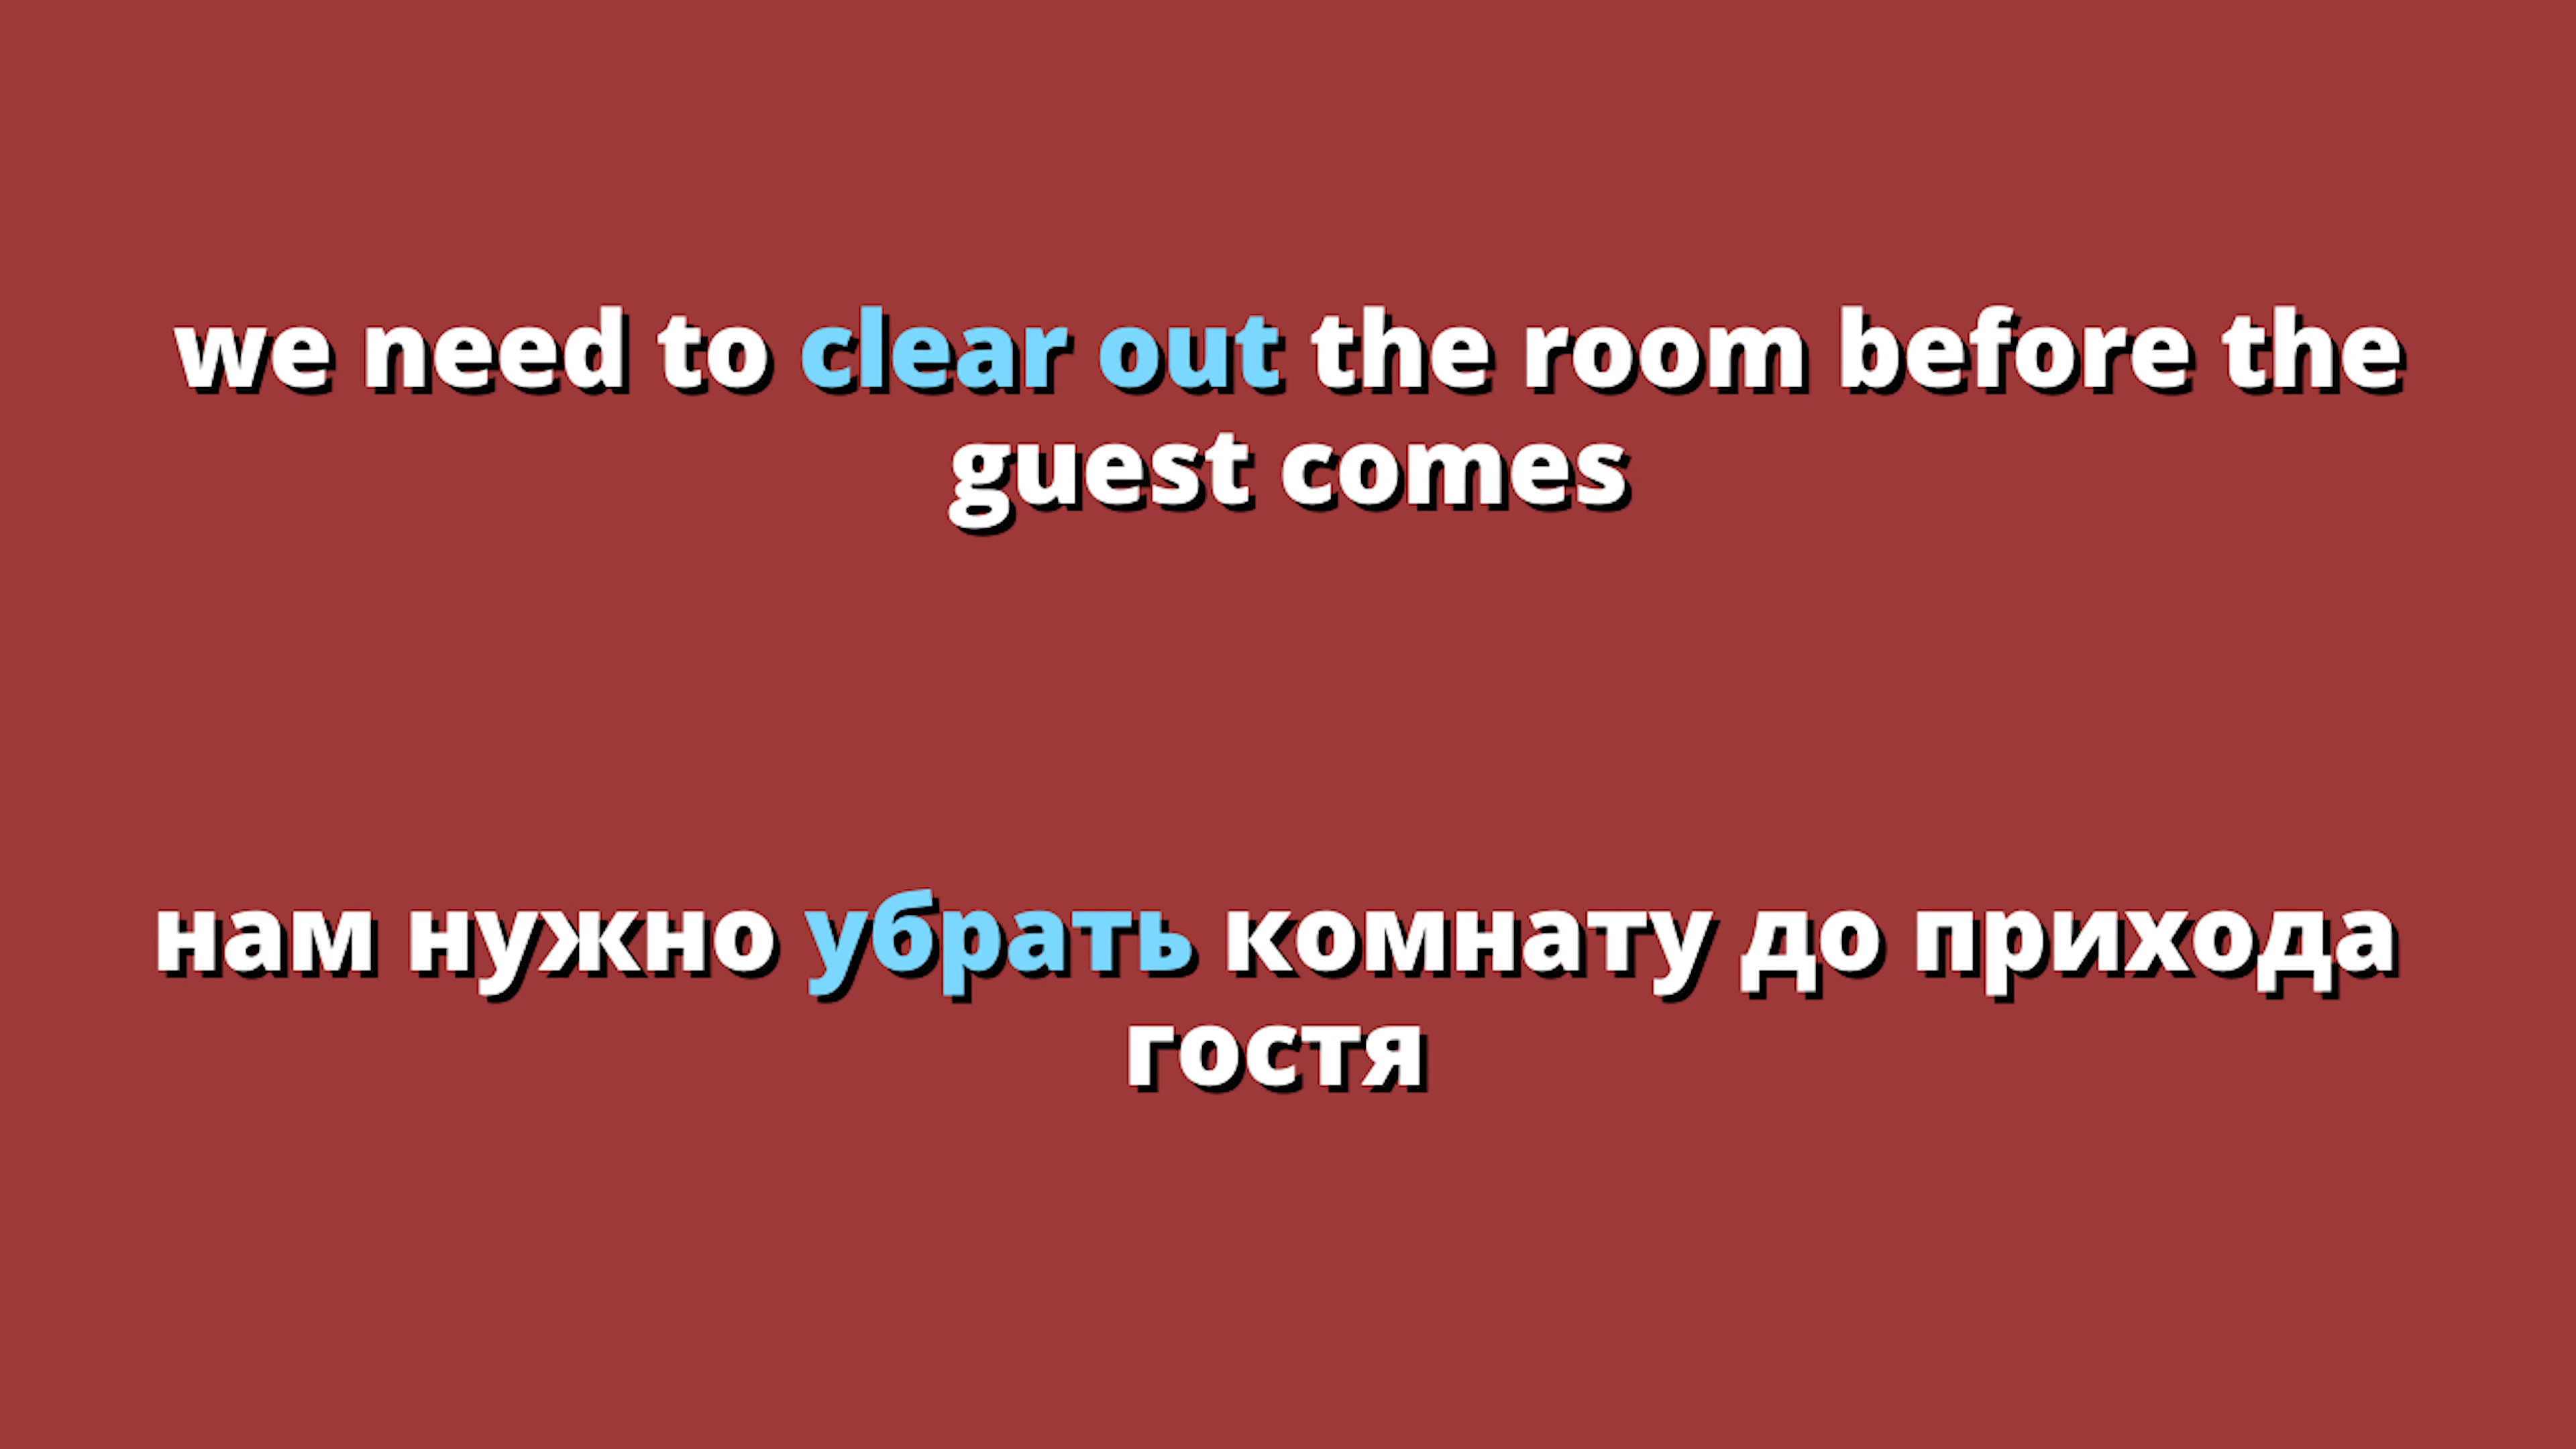 we need to clear out the room before the
guest comes
нам нужно убрать комнату до прихода
гостя